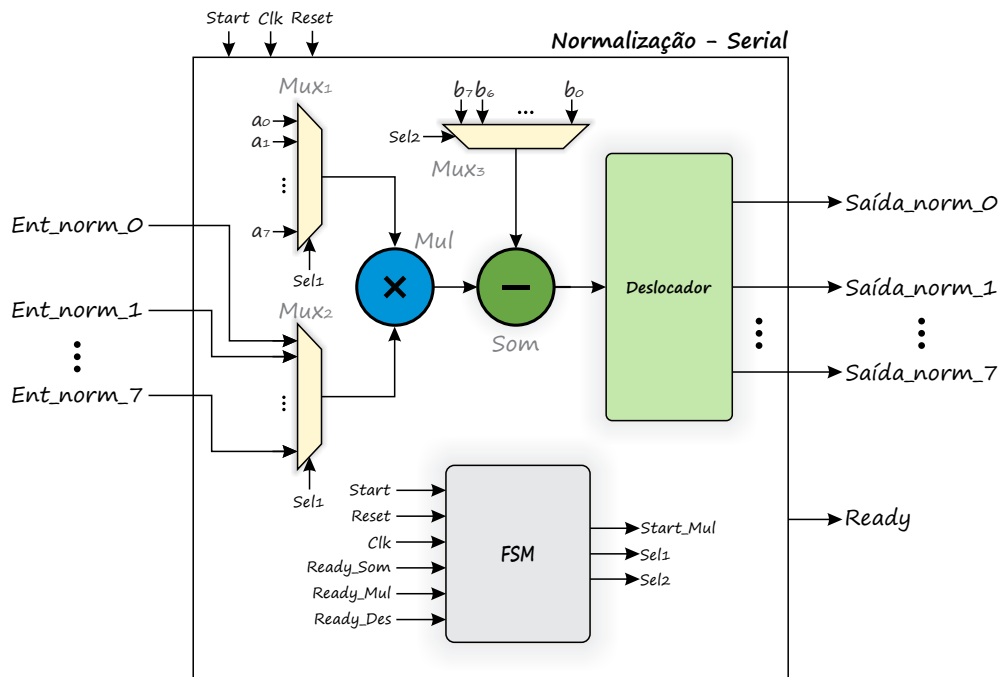 Start Clk Reset
Normalização - Serial
Mux₁
a₀
a₁
⋮
a₇
Sel1
b₇ b₆ ... b₀
Sel2
Mux₃
Ent_norm_0
Ent_norm_1
⋮
Ent_norm_7
Mux₂
⋮
Sel1
Mul
×
−
Som
Deslocador
Saída_norm_0
Saída_norm_1
⋮ ⋮
Saída_norm_7
Start
Reset
Clk
Ready_Som
Ready_Mul
Ready_Des
FSM
Start_Mul
Sel1
Sel2
Ready